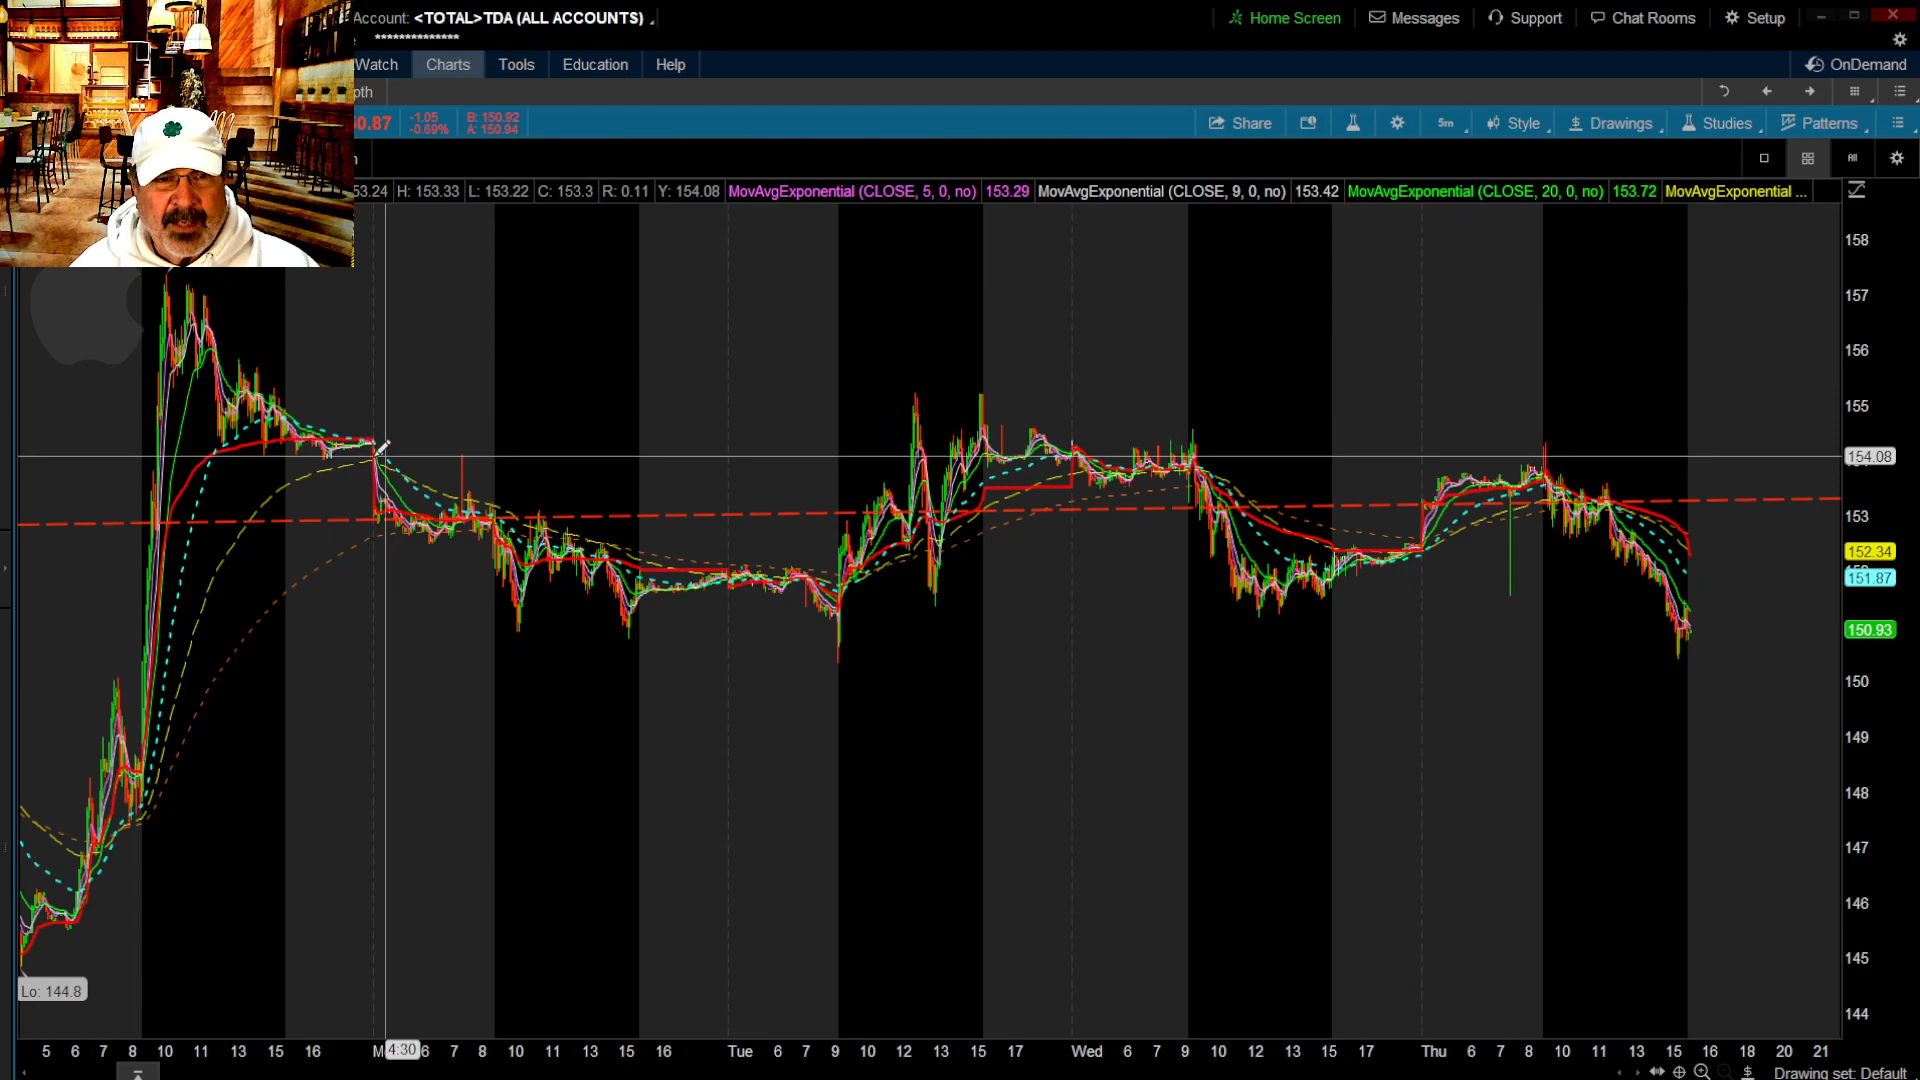 Account: <TOTAL>TDA (ALL ACCOUNTS)
Home Screen
Messages
Support
Chat Rooms
Setup
**************
Watch
Charts
Tools
Education
Help
OnDemand
pth
0.87
-1.05
-0.69%
B: 150.92
A: 150.94
Share
5m
Style
Drawings
Studies
Patterns
All
53.24 H: 153.33 L: 153.22 C: 153.3 R: 0.11 Y: 154.08 MovAvgExponential (CLOSE, 5, 0, no) 153.29 MovAvgExponential (CLOSE, 9, 0, no) 153.42 MovAvgExponential (CLOSE, 20, 0, no) 153.72 MovAvgExponential ...
158
157
156
155
154.08
153
152.34
151.87
150.93
150
149
148
147
146
145
144
Lo: 144.8
5 6 7 8 10 11 13 15 16 M 4:30 6 7 8 10 11 13 15 16 Tue 6 7 9 10 12 13 15 17 Wed 6 7 9 10 12 13 15 17 Thu 6 7 8 10 11 13 15 16 18 20 21
Drawing set: Default